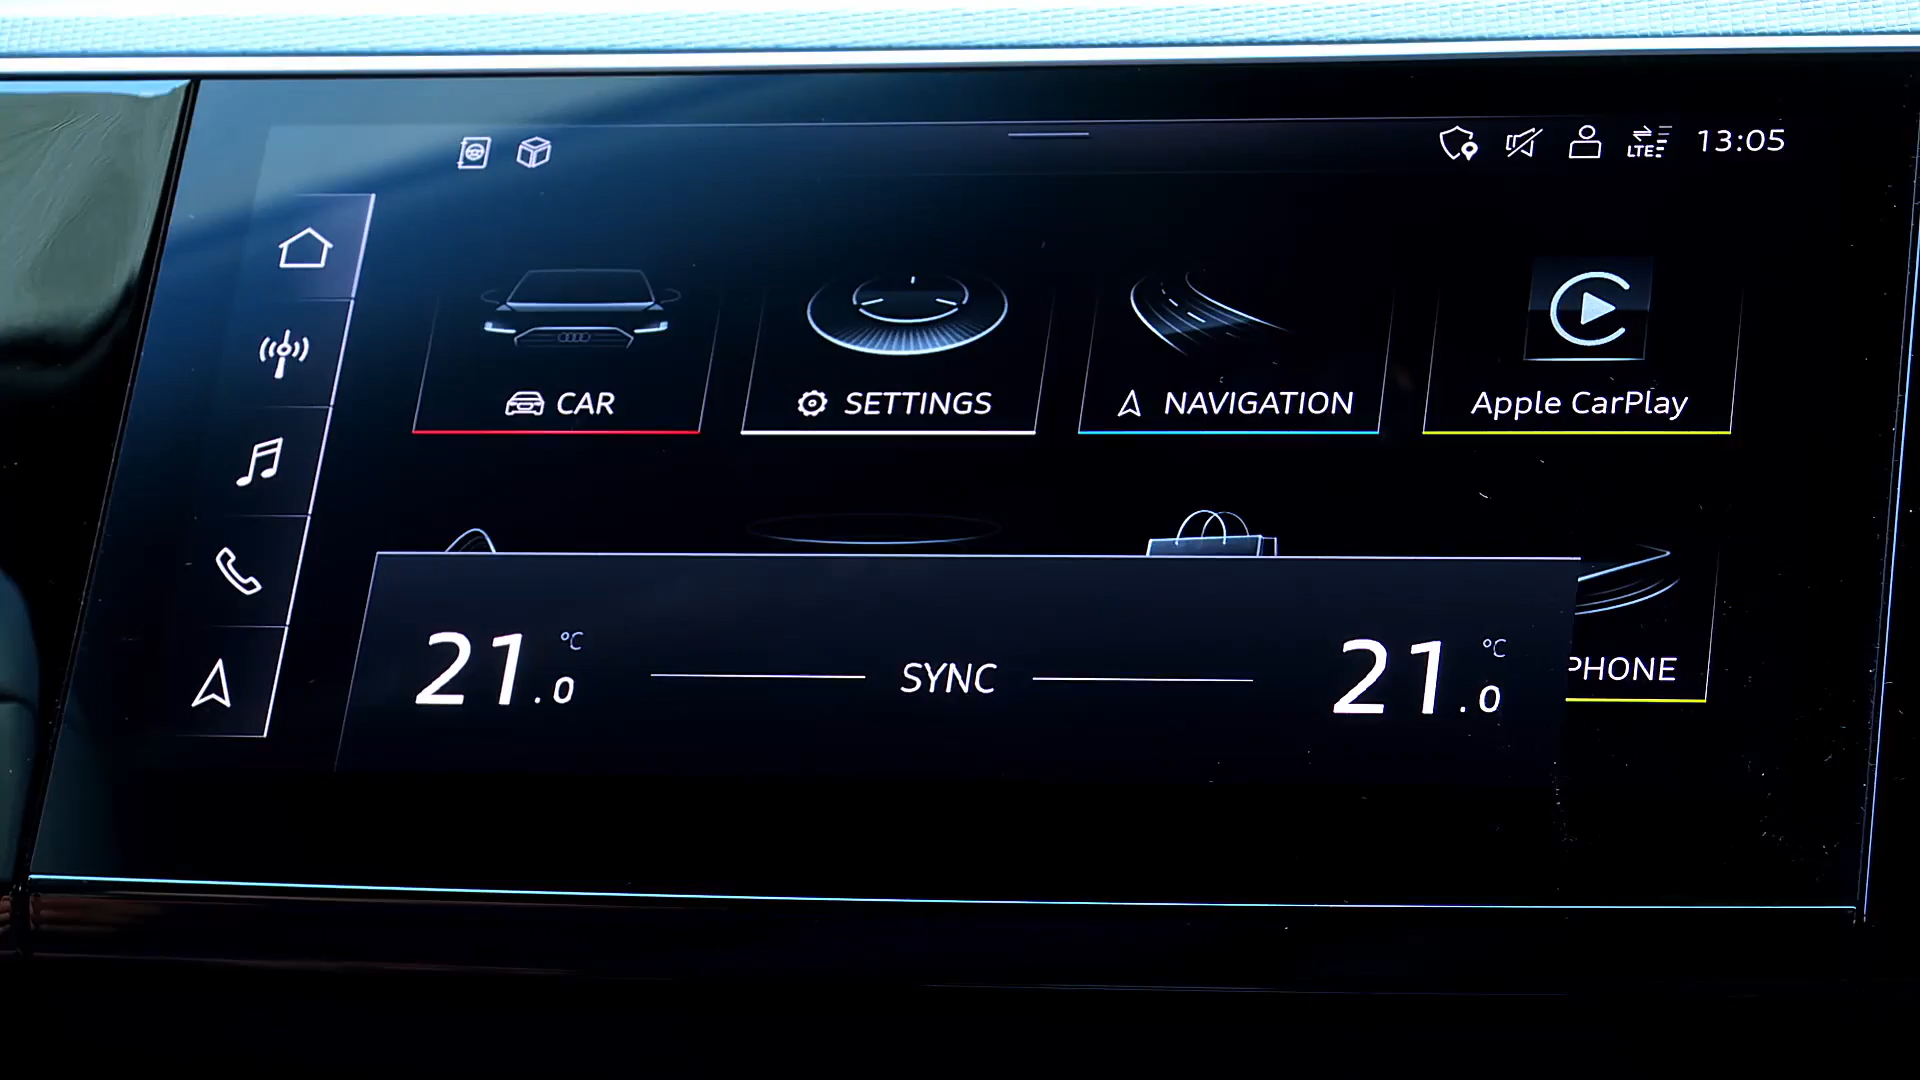 LTE 13:05
CAR
SETTINGS
NAVIGATION
Apple CarPlay
21.0 °C
SYNC
21.0 °C
PHONE